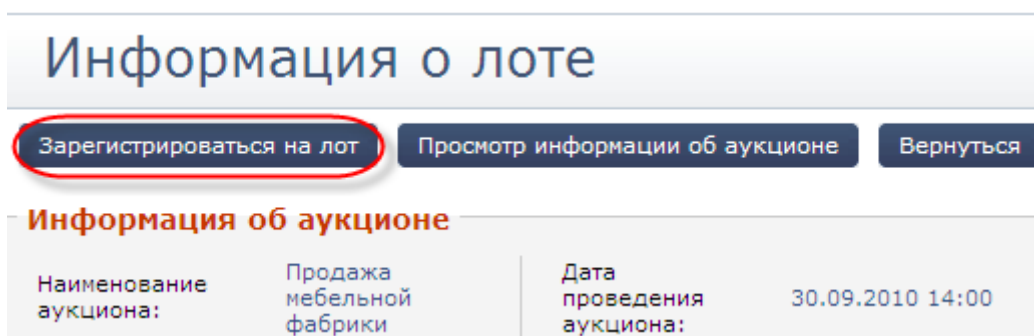 Информация о лоте
Зарегистрироваться на лот Просмотр информации об аукционе Вернуться
Информация об аукционе
Наименование
аукциона:
Продажа
мебельной
фабрики
Дата
проведения
аукциона:
30.09.2010 14:00